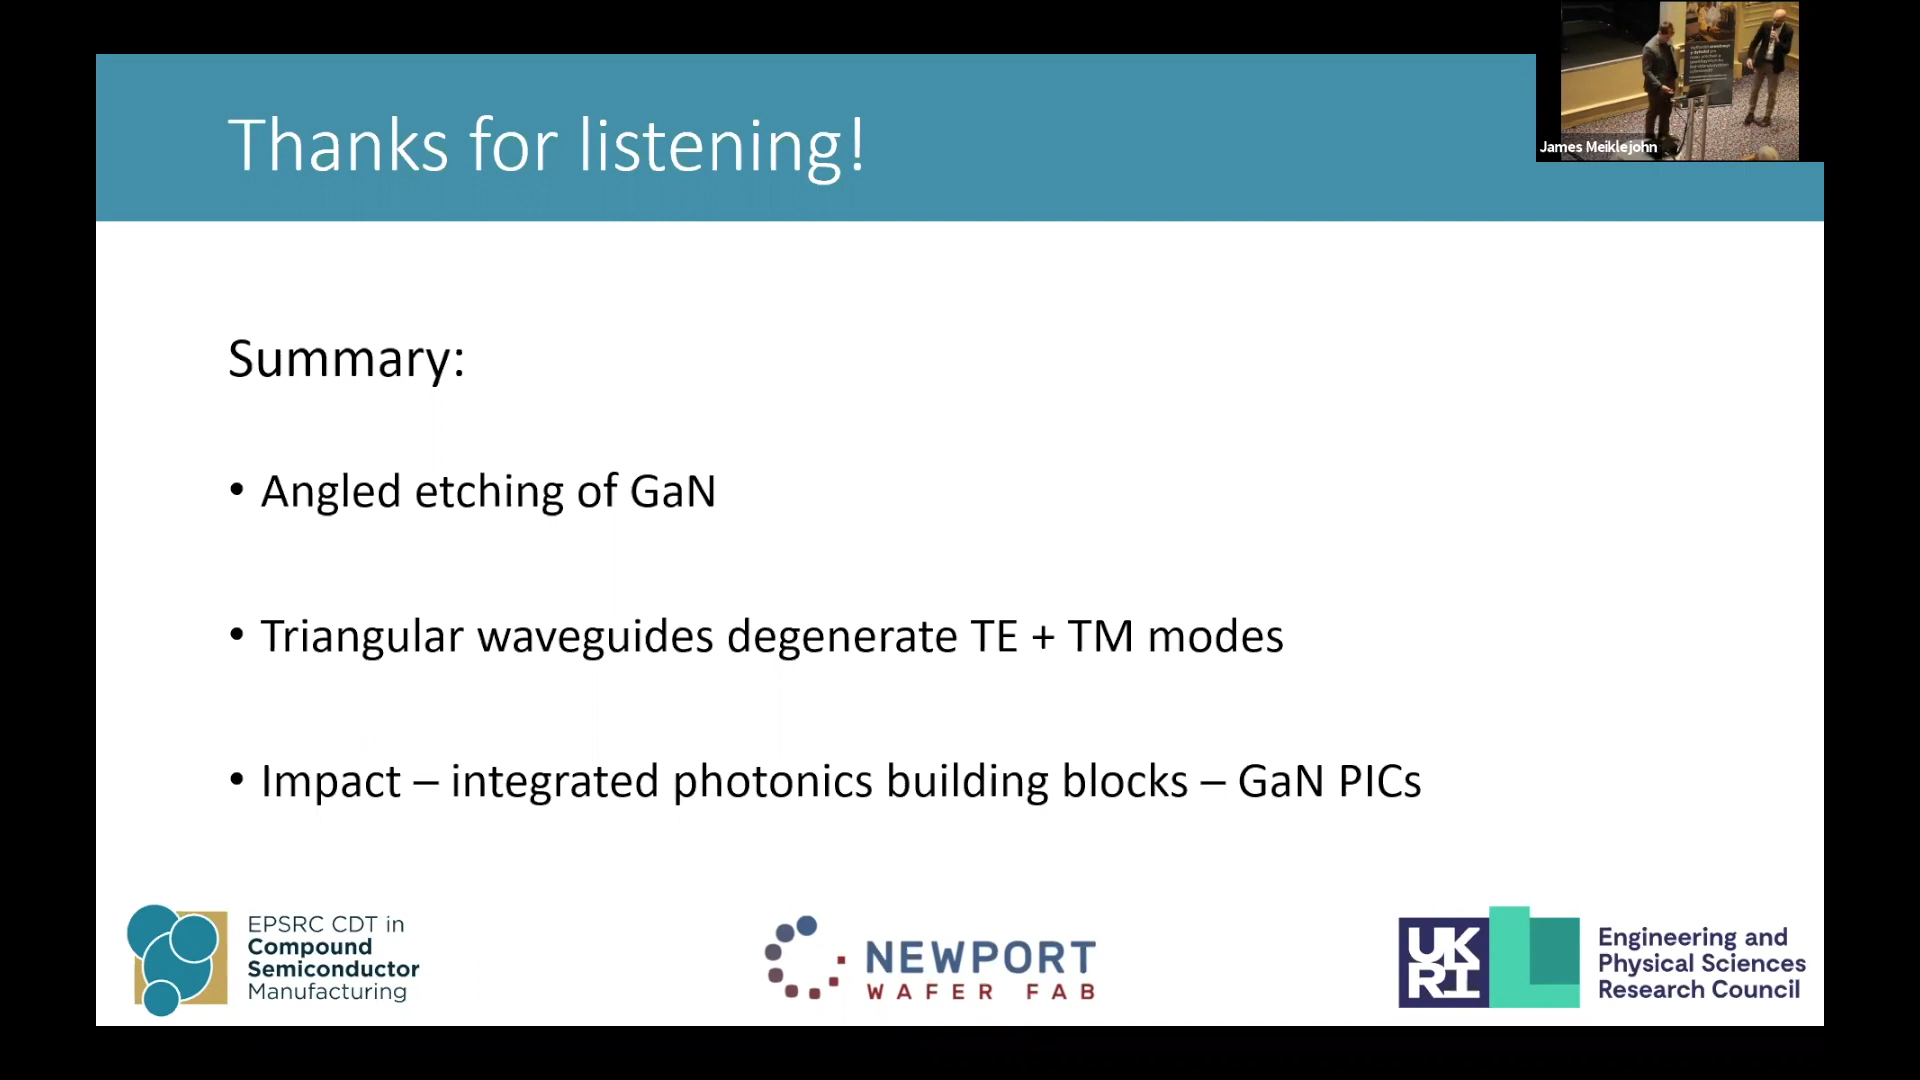 Thanks for listening!
James Meiklejohn
Summary:
• Angled etching of GaN
• Triangular waveguides degenerate TE + TM modes
• Impact – integrated photonics building blocks – GaN PICs
EPSRC CDT in
Compound
Semiconductor
Manufacturing
NEWPORT
WAFER FAB
UK
RI
Engineering and
Physical Sciences
Research Council